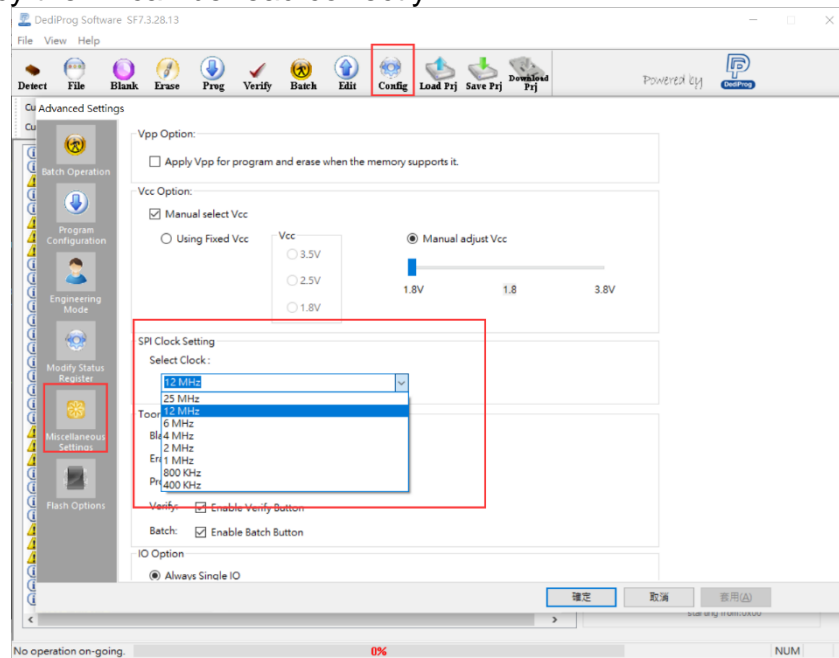 DediProg Software SF7.3.28.13
File View Help
Detect File Blank Erase Prog Verify Batch Edit Config Load Prj Save Prj Download Prj
Powered by DediProg
Advanced Settings
Batch Operation
Program Configuration
Engineering Mode
Modify Status Register
Miscellaneous Settings
Flash Options
Vpp Option:
Apply Vpp for program and erase when the memory supports it.
Vcc Option:
Manual select Vcc
Using Fixed Vcc
Vcc
3.5V
2.5V
1.8V
Manual adjust Vcc
1.8V 1.8 3.8V
SPI Clock Setting
Select Clock :
12 MHz
25 MHz
12 MHz
6 MHz
4 MHz
2 MHz
1 MHz
800 KHz
400 KHz
Verify: Enable Verify Button
Batch: Enable Batch Button
IO Option
Always Single IO
確定 取消 套用(A)
No operation on-going. 0% NUM